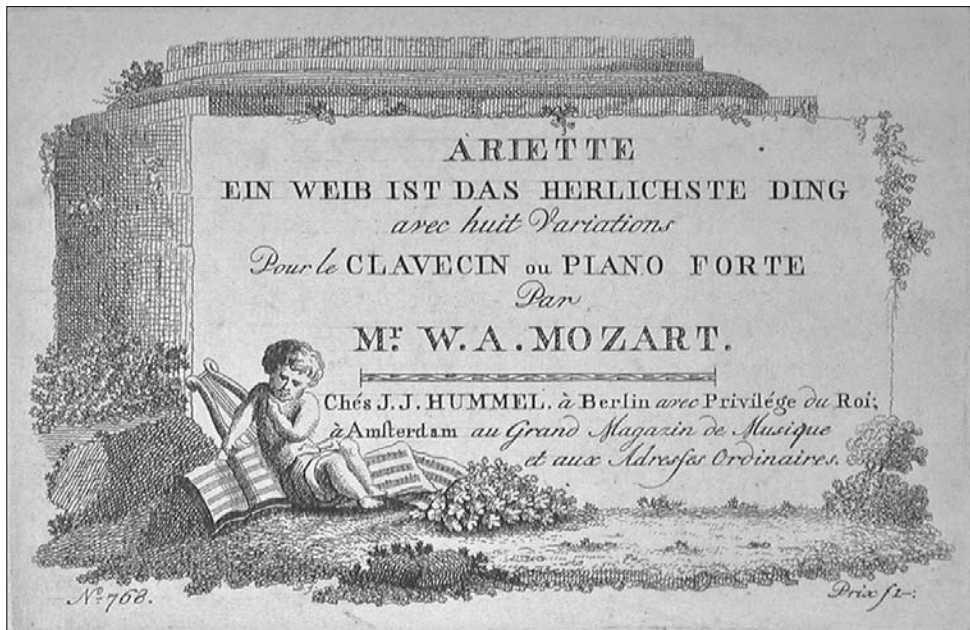 ARIETTE
EIN WEIB IST DAS HERLICHSTE DING
avec huit Variations
Pour le CLAVECIN ou PIANO FORTE
Par
Mr. W.A. MOZART.
Chés J.J. HUMMEL. à Berlin avec Privilége du Roi;
à Amſterdam au Grand Magazin de Musique
et aux Adreſſes Ordinaires.
No. 768.
Prix f1-: